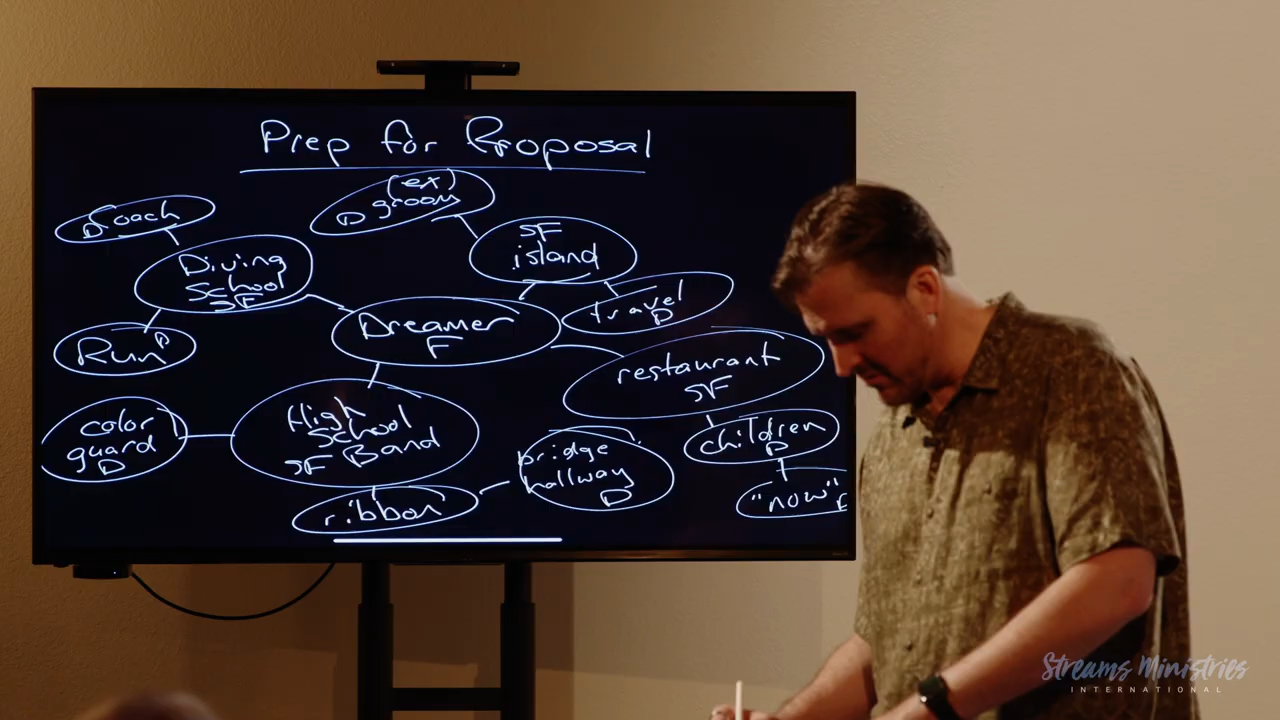 Prep for Proposal
(ex)
D groom
D Coach
SF
island
Diving
School
SF
travel
D
Dreamer
F
Run D
restaurant
SF
High
School
SF Band
color
guard
D
children
D
bridge
hallway
D
"now"
ribbon
Streams Ministries
INTERNATIONAL